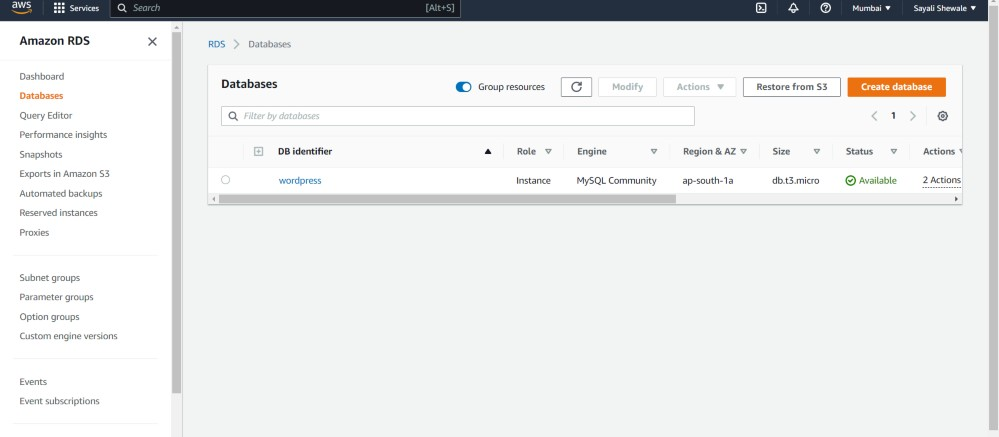 aws Services Search [Alt+S] Mumbai ▼ Sayali Shewale ▼
Amazon RDS
Dashboard
Databases
Query Editor
Performance insights
Snapshots
Exports in Amazon S3
Automated backups
Reserved instances
Proxies
Subnet groups
Parameter groups
Option groups
Custom engine versions
Events
Event subscriptions
RDS > Databases
Databases Group resources Modify Actions ▼ Restore from S3 Create database
Filter by databases 1
DB identifier Role Engine Region & AZ Size Status Actions
wordpress Instance MySQL Community ap-south-1a db.t3.micro Available 2 Actions